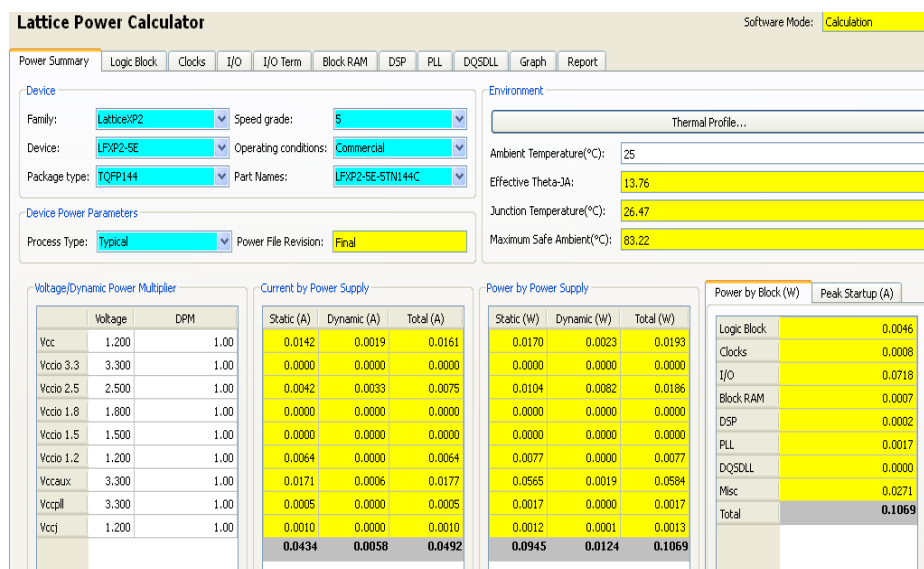 Lattice Power Calculator
Software Mode: Calculation
Power Summary Logic Block Clocks I/O I/O Term Block RAM DSP PLL DQSDLL Graph Report
Device
Family: LatticeXP2 Speed grade: 5
Device: LFXP2-5E Operating conditions: Commercial
Package type: TQFP144 Part Names: LFXP2-5E-5TN144C
Device Power Parameters
Process Type: Typical Power File Revision: Final
Environment
Thermal Profile...
Ambient Temperature(°C): 25
Effective Theta-JA: 13.76
Junction Temperature(°C): 26.47
Maximum Safe Ambient(°C): 83.22
Voltage/Dynamic Power Multiplier
Voltage DPM
Vcc 1.200 1.00
Vccio 3.3 3.300 1.00
Vccio 2.5 2.500 1.00
Vccio 1.8 1.800 1.00
Vccio 1.5 1.500 1.00
Vccio 1.2 1.200 1.00
Vccaux 3.300 1.00
Vccpll 3.300 1.00
Vccj 1.200 1.00
Current by Power Supply
Static (A) Dynamic (A) Total (A)
0.0142 0.0019 0.0161
0.0000 0.0000 0.0000
0.0042 0.0033 0.0075
0.0000 0.0000 0.0000
0.0000 0.0000 0.0000
0.0064 0.0000 0.0064
0.0171 0.0006 0.0177
0.0005 0.0000 0.0005
0.0010 0.0000 0.0010
0.0434 0.0058 0.0492
Power by Power Supply
Static (W) Dynamic (W) Total (W)
0.0170 0.0023 0.0193
0.0000 0.0000 0.0000
0.0104 0.0082 0.0186
0.0000 0.0000 0.0000
0.0000 0.0000 0.0000
0.0077 0.0000 0.0077
0.0565 0.0019 0.0584
0.0017 0.0000 0.0017
0.0012 0.0001 0.0013
0.0945 0.0124 0.1069
Power by Block (W) Peak Startup (A)
Logic Block 0.0046
Clocks 0.0008
I/O 0.0718
Block RAM 0.0007
DSP 0.0002
PLL 0.0017
DQSDLL 0.0000
Misc 0.0271
Total 0.1069